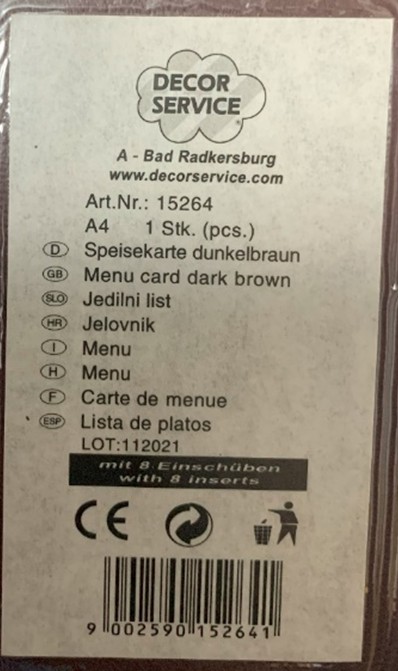 DECOR
SERVICE
A - Bad Radkersburg
www.decorservice.com
Art.Nr.: 15264
A4 1 Stk. (pcs.)
D Speisekarte dunkelbraun
GB Menu card dark brown
SLO Jedilni list
HR Jelovnik
I Menu
H Menu
F Carte de menue
ESP Lista de platos
LOT:112021
mit 8 Einschüben
with 8 inserts
CE
9 002590 152641